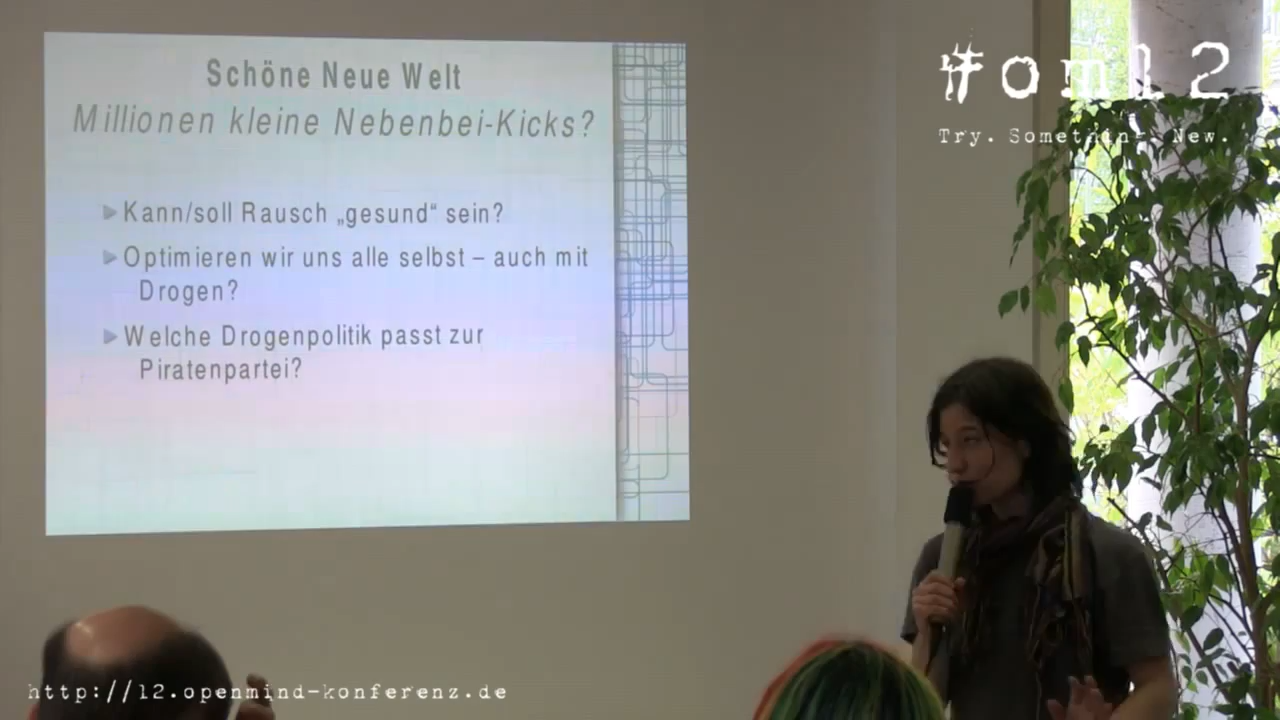 Schöne Neue Welt
Millionen kleine Nebenbei-Kicks?
Kann/soll Rausch „gesund“ sein?
Optimieren wir uns alle selbst – auch mit
Drogen?
Welche Drogenpolitik passt zur
Piratenpartei?
#om12
Try. Something New.
http://12.openmind-konferenz.de